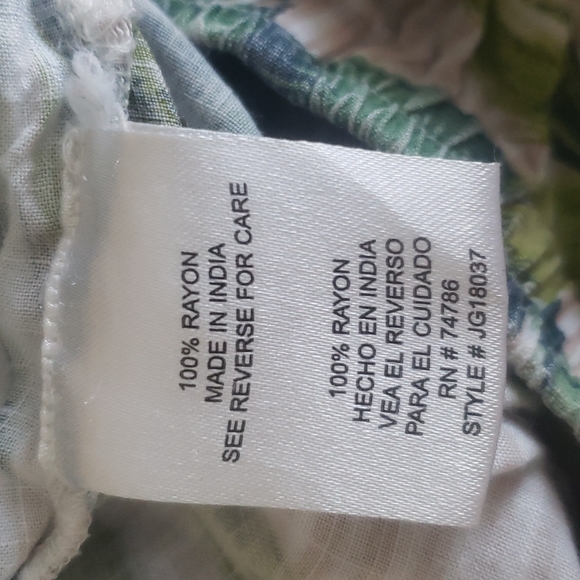 100% RAYON
MADE IN INDIA
SEE REVERSE FOR CARE
100% RAYON
HECHO EN INDIA
VEA EL REVERSO
PARA EL CUIDADO
RN # 74786
STYLE # JG18037